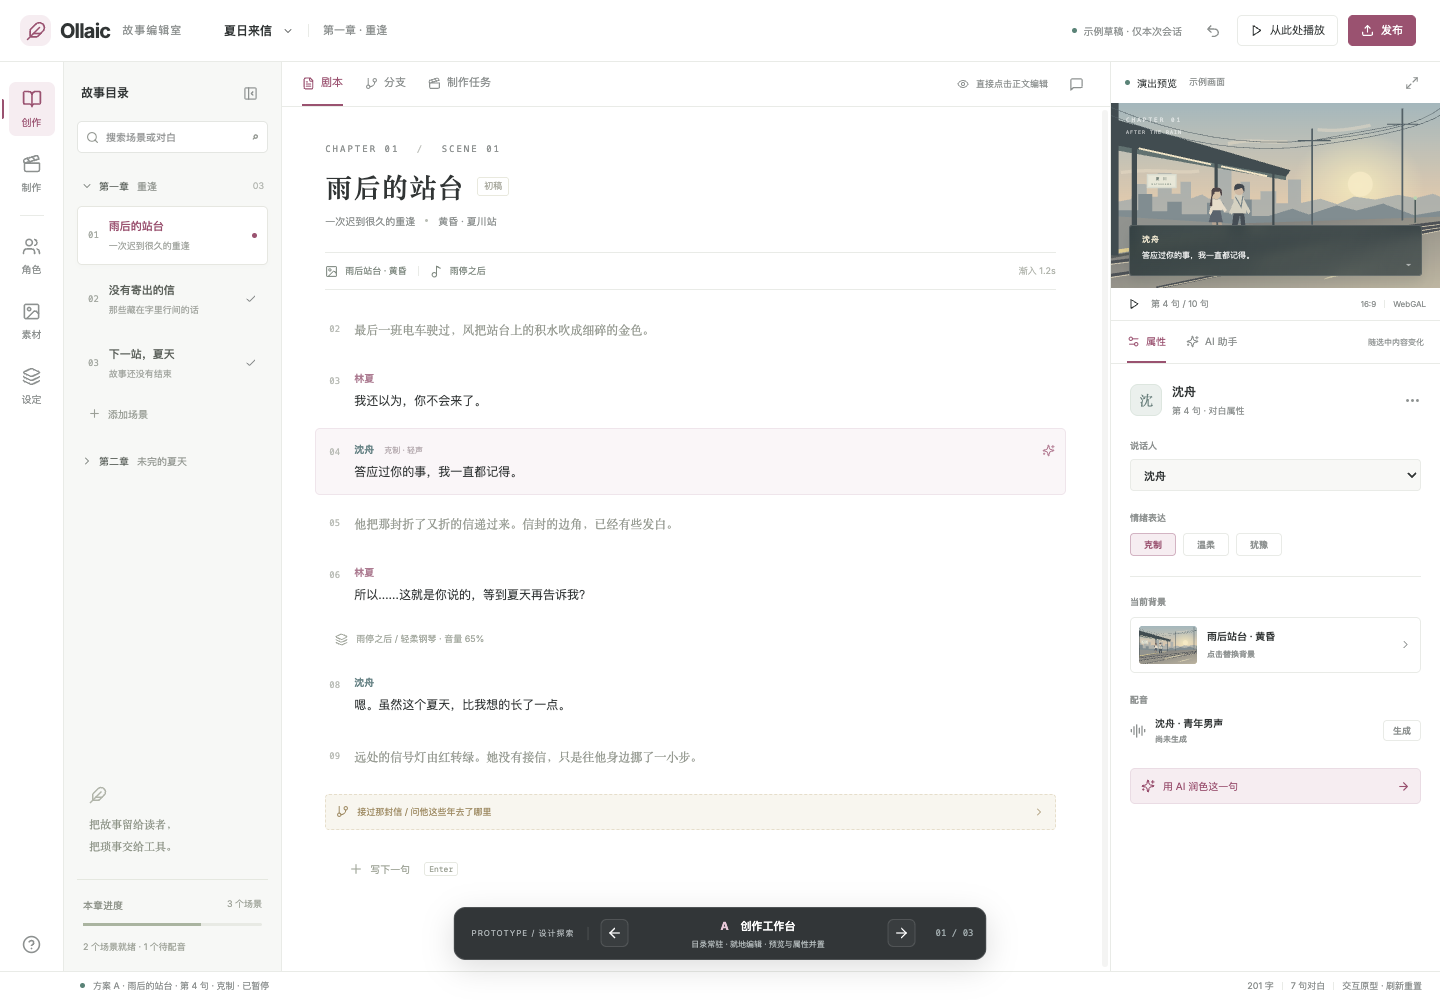 Ollaic 故事编辑室 夏日来信 第一章 · 重逢 示例草稿 · 仅本次会话 从此处播放 发布
创作
制作
角色
素材
设定
故事目录
搜索场景或对白
第一章 重逢 03
01 雨后的站台
一次迟到很久的重逢
02 没有寄出的信
那些藏在字里行间的话
03 下一站，夏天
故事还没有结束
添加场景
第二章 未完的夏天
把故事留给读者，
把琐事交给工具。
本章进度 3 个场景
2 个场景就绪 · 1 个待配音
剧本 分支 制作任务 直接点击正文编辑
CHAPTER 01 / SCENE 01
雨后的站台 初稿
一次迟到很久的重逢 · 黄昏 · 夏川站
雨后站台 · 黄昏 雨停之后 渐入 1.2s
02 最后一班电车驶过，风把站台上的积水吹成细碎的金色。
03 林夏
我还以为，你不会来了。
04 沈舟 克制 · 轻声
答应过你的事，我一直都记得。
05 他把那封折了又折的信递过来。信封的边角，已经有些发白。
06 林夏
所以……这就是你说的，等到夏天再告诉我？
雨停之后 / 轻柔钢琴 · 音量 65%
08 沈舟
嗯。虽然这个夏天，比我想的长了一点。
09 远处的信号灯由红转绿。她没有接信，只是往他身边挪了一小步。
接过那封信 / 问他这些年去了哪里
写下一句 Enter
PROTOTYPE / 设计探索 A 创作工作台 01 / 03
目录常驻 · 就地编辑 · 预览与属性并置
演出预览 示例画面
CHAPTER 01
AFTER THE RAIN
沈舟
答应过你的事，我一直都记得。
第 4 句 / 10 句 16:9 WebGAL
属性 AI 助手 随选中内容变化
沈 沈舟
第 4 句 · 对白属性
说话人
沈舟
情绪表达
克制 温柔 犹豫
当前背景
雨后站台 · 黄昏
点击替换背景
配音
沈舟 · 青年男声
尚未生成
生成
用 AI 润色这一句
方案 A · 雨后的站台 · 第 4 句 · 克制 · 已暂停 201 字 7 句对白 交互原型 · 刷新重置